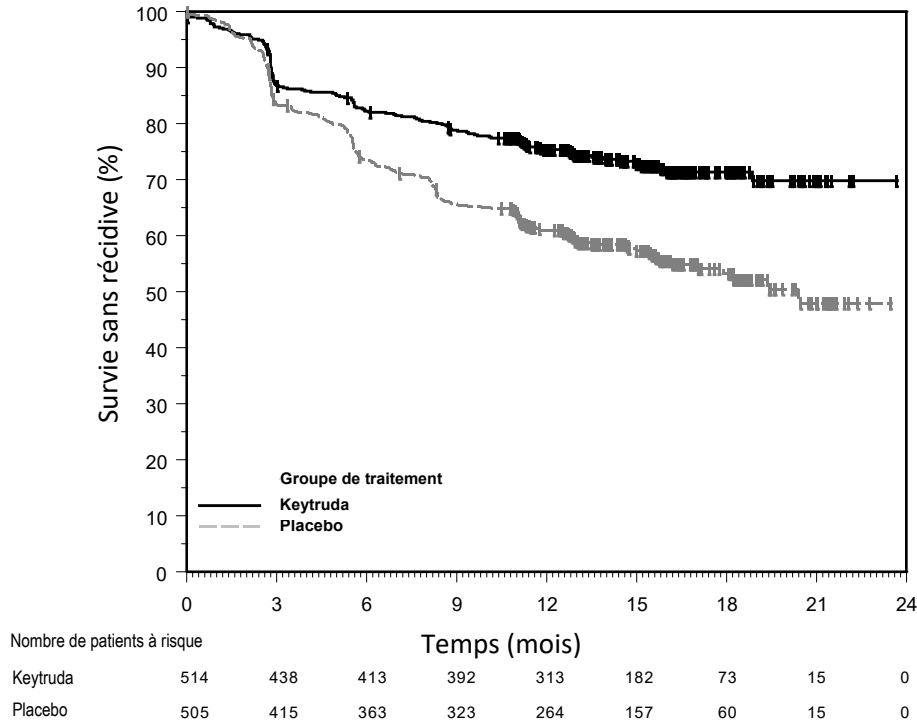 100
90
80
70
60
50
40
30
20
10
0
Survie sans récidive (%)
Groupe de traitement
Keytruda
Placebo
0 3 6 9 12 15 18 21 24
Temps (mois)
Nombre de patients à risque
Keytruda 514 438 413 392 313 182 73 15 0
Placebo 505 415 363 323 264 157 60 15 0